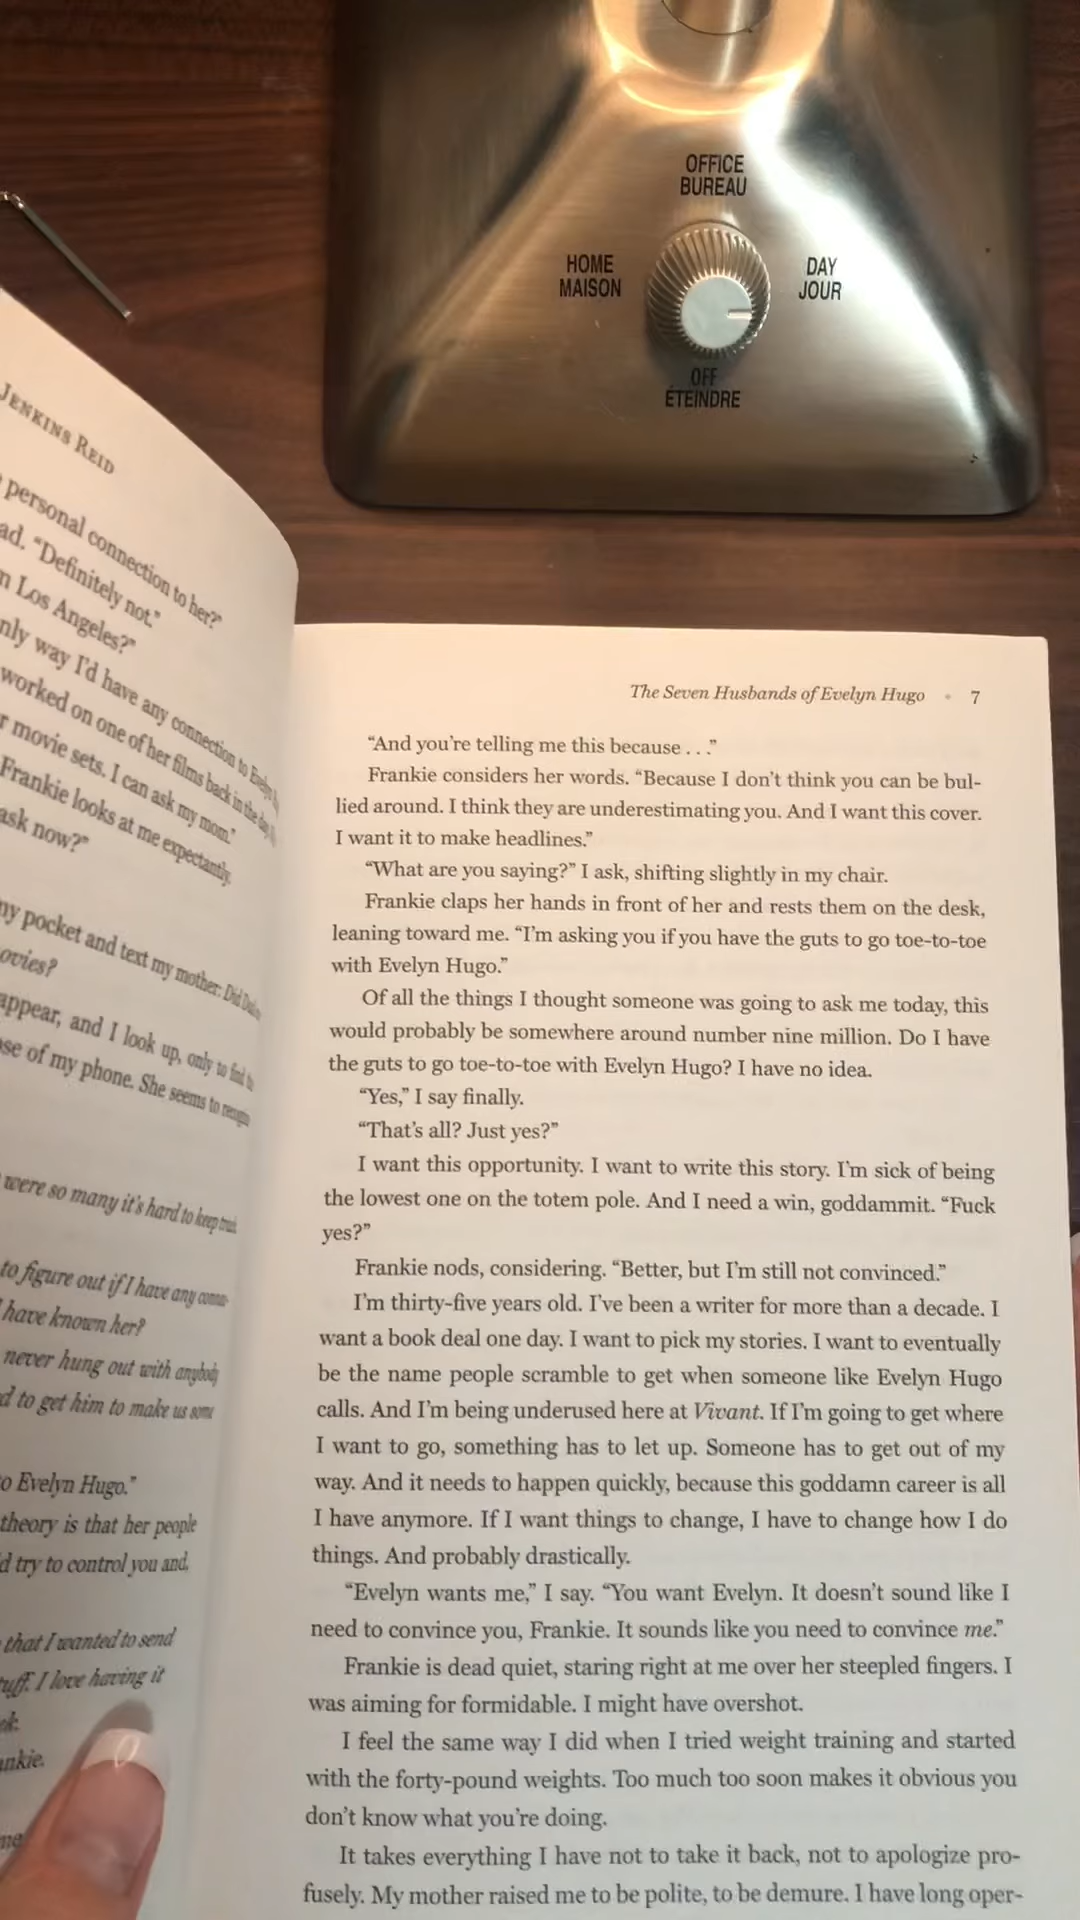 OFFICE
BUREAU
HOME
MAISON
DAY
JOUR
OFF
ÉTEINDRE
JENKINS REID
personal connection to her?”
ad. “Definitely not.”
n Los Angeles?”
nly way I’d have any connection to Evelyn
worked on one of her films back in the day
r movie sets. I can ask my mom.”
Frankie looks at me expectantly.
ask now?”
my pocket and text my mother: Did Dad
ovies?
appear, and I look up, only to find
se of my phone. She seems to
were so many it’s hard to keep track.
to figure out if I have any
have known her?
never hung out with anybody
d to get him to make us some
o Evelyn Hugo.”
theory is that her people
d try to control you and,
that I wanted to send
tuff. I love having it
ok.
ankie.
The Seven Husbands of Evelyn Hugo • 7
“And you’re telling me this because . . .”
Frankie considers her words. “Because I don’t think you can be bul-
lied around. I think they are underestimating you. And I want this cover.
I want it to make headlines.”
“What are you saying?” I ask, shifting slightly in my chair.
Frankie claps her hands in front of her and rests them on the desk,
leaning toward me. “I’m asking you if you have the guts to go toe-to-toe
with Evelyn Hugo.”
Of all the things I thought someone was going to ask me today, this
would probably be somewhere around number nine million. Do I have
the guts to go toe-to-toe with Evelyn Hugo? I have no idea.
“Yes,” I say finally.
“That’s all? Just yes?”
I want this opportunity. I want to write this story. I’m sick of being
the lowest one on the totem pole. And I need a win, goddammit. “Fuck
yes?”
Frankie nods, considering. “Better, but I’m still not convinced.”
I’m thirty-five years old. I’ve been a writer for more than a decade. I
want a book deal one day. I want to pick my stories. I want to eventually
be the name people scramble to get when someone like Evelyn Hugo
calls. And I’m being underused here at Vivant. If I’m going to get where
I want to go, something has to let up. Someone has to get out of my
way. And it needs to happen quickly, because this goddamn career is all
I have anymore. If I want things to change, I have to change how I do
things. And probably drastically.
“Evelyn wants me,” I say. “You want Evelyn. It doesn’t sound like I
need to convince you, Frankie. It sounds like you need to convince me.”
Frankie is dead quiet, staring right at me over her steepled fingers. I
was aiming for formidable. I might have overshot.
I feel the same way I did when I tried weight training and started
with the forty-pound weights. Too much too soon makes it obvious you
don’t know what you’re doing.
It takes everything I have not to take it back, not to apologize pro-
fusely. My mother raised me to be polite, to be demure. I have long oper-